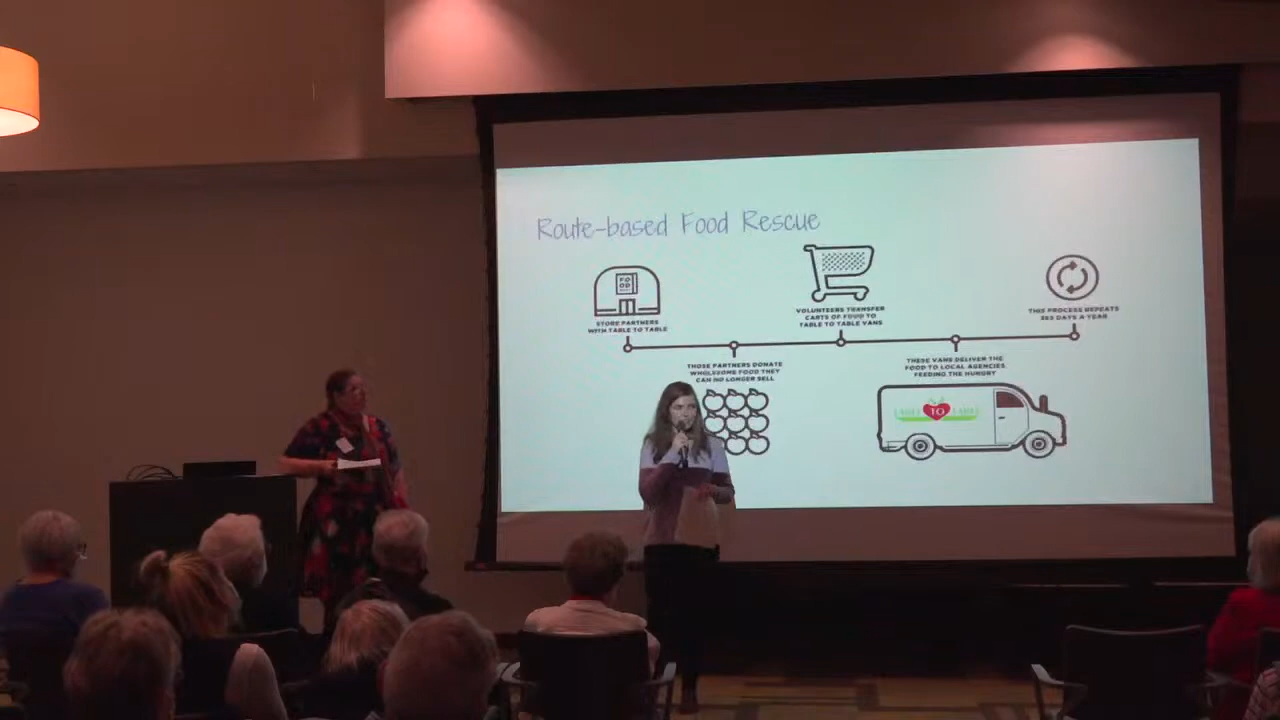 Route-based Food Rescue
FO
OD
STORE PARTNERS
WITH TABLE TO TABLE
VOLUNTEERS TRANSFER
CARTS OF FOOD TO
TABLE TO TABLE VANS
THIS PROCESS REPEATS
365 DAYS A YEAR
THOSE PARTNERS DONATE
WHOLESOME FOOD THEY
CAN NO LONGER SELL
THESE VANS DELIVER THE
FOOD TO LOCAL AGENCIES
FEEDING THE HUNGRY
TABLE TO TABLE